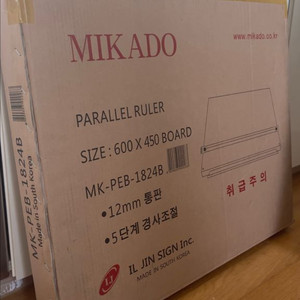 MIKADO
www.mikado-us.kr
PARALLEL RULER
SIZE : 600 X 450 BOARD
MK-PEB-1824B
•12mm 통판
•5단계 경사조절
취급주의
IL JIN SIGN Inc.
MADE IN SOUTH KOREA
MK-PEB-1824B
Made in South Korea